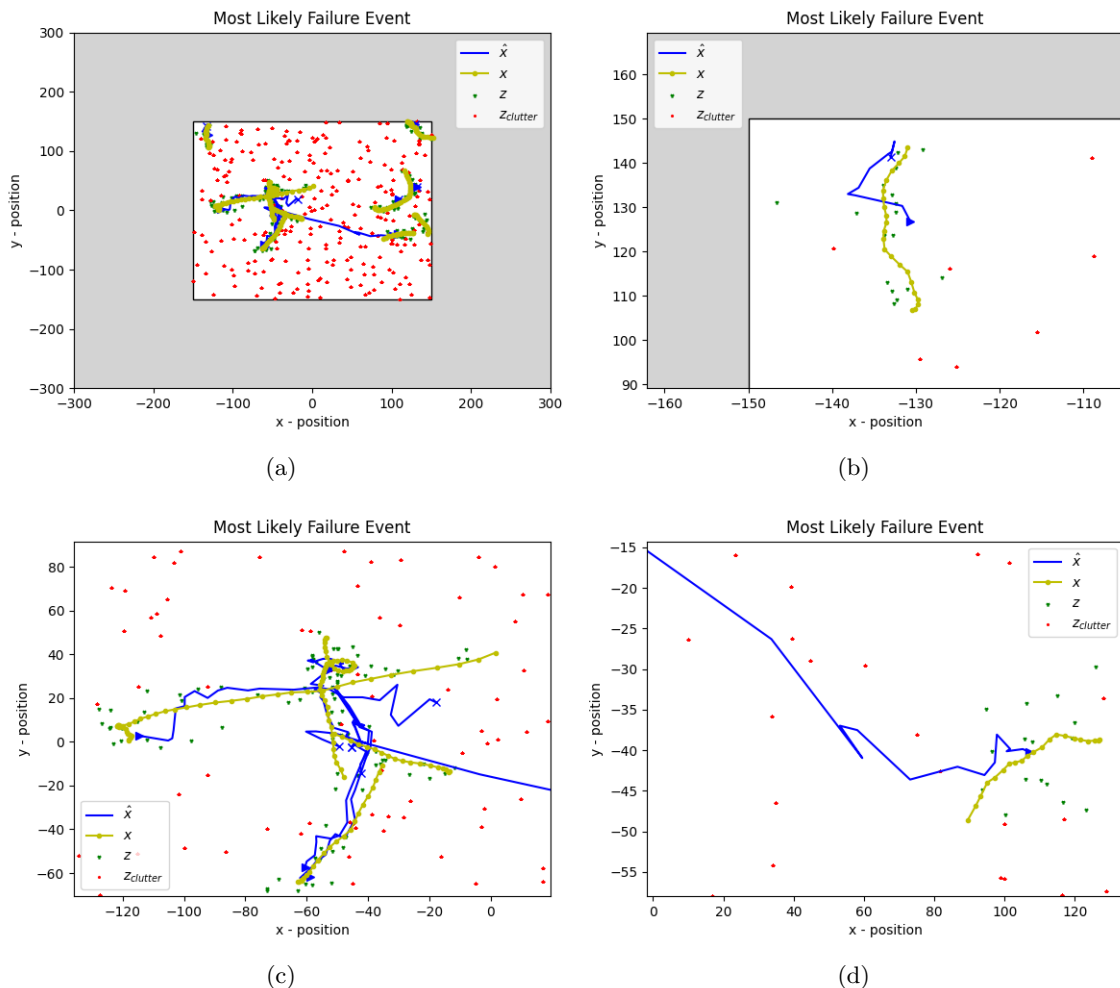 Most Likely Failure Event
300
200
100
0
−100
−200
−300
y - position
−300 −200 −100 0 100 200 300
x - position
x̂
x
z
z_clutter
(a)
Most Likely Failure Event
160
150
140
130
120
110
100
90
y - position
−160 −150 −140 −130 −120 −110
x - position
x̂
x
z
z_clutter
(b)
Most Likely Failure Event
80
60
40
20
0
−20
−40
−60
y - position
−120 −100 −80 −60 −40 −20 0
x - position
x̂
x
z
z_clutter
(c)
Most Likely Failure Event
−15
−20
−25
−30
−35
−40
−45
−50
−55
y - position
0 20 40 60 80 100 120
x - position
x̂
x
z
z_clutter
(d)